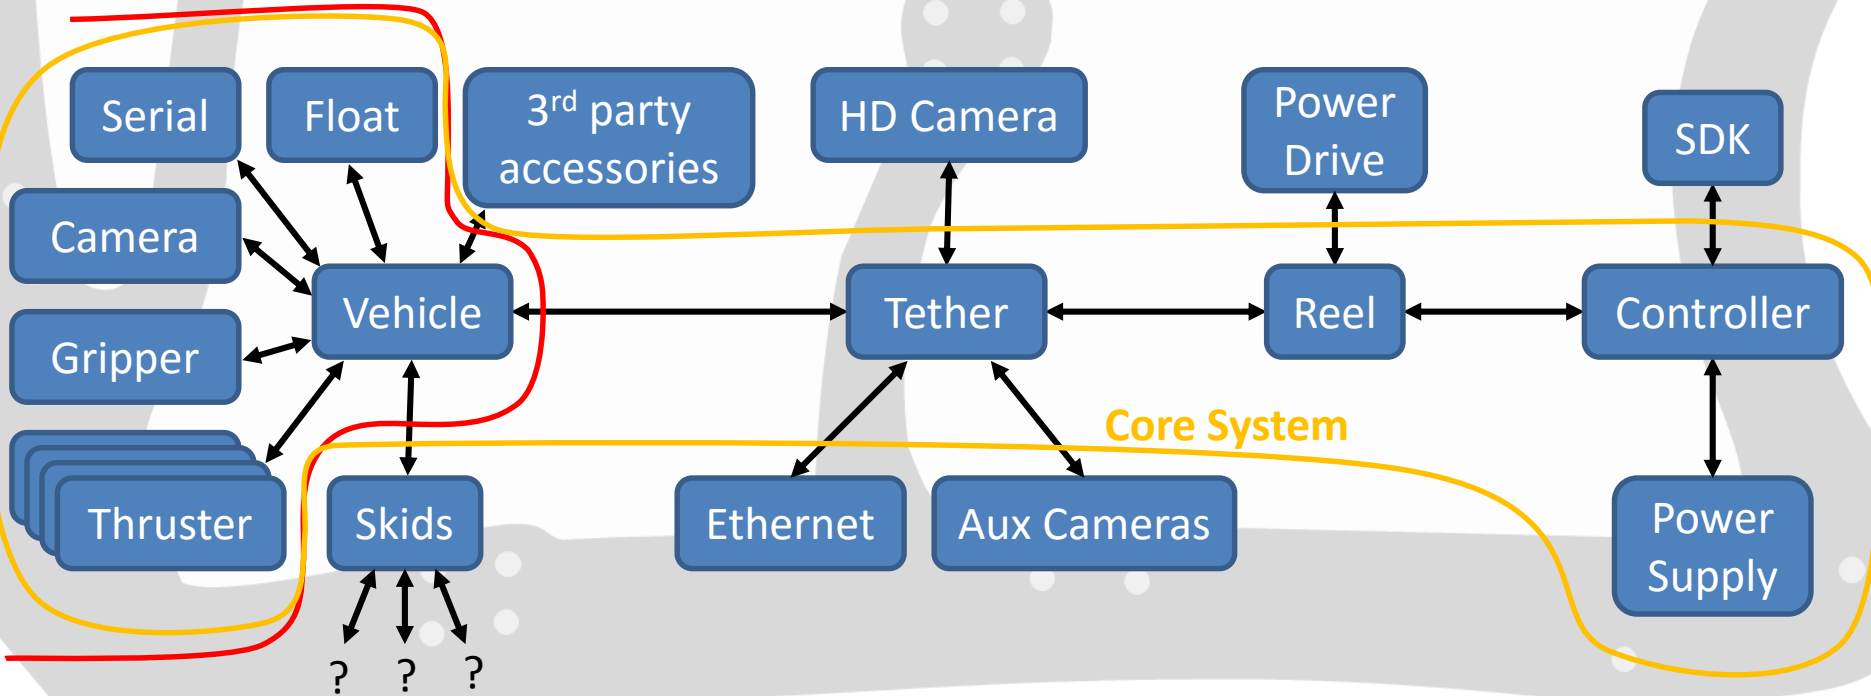 Serial
Float
3rd party
accessories
HD Camera
Power
Drive
SDK
Camera
Vehicle
Tether
Reel
Controller
Gripper
Core System
Thruster
Skids
Ethernet
Aux Cameras
Power
Supply
? ? ?